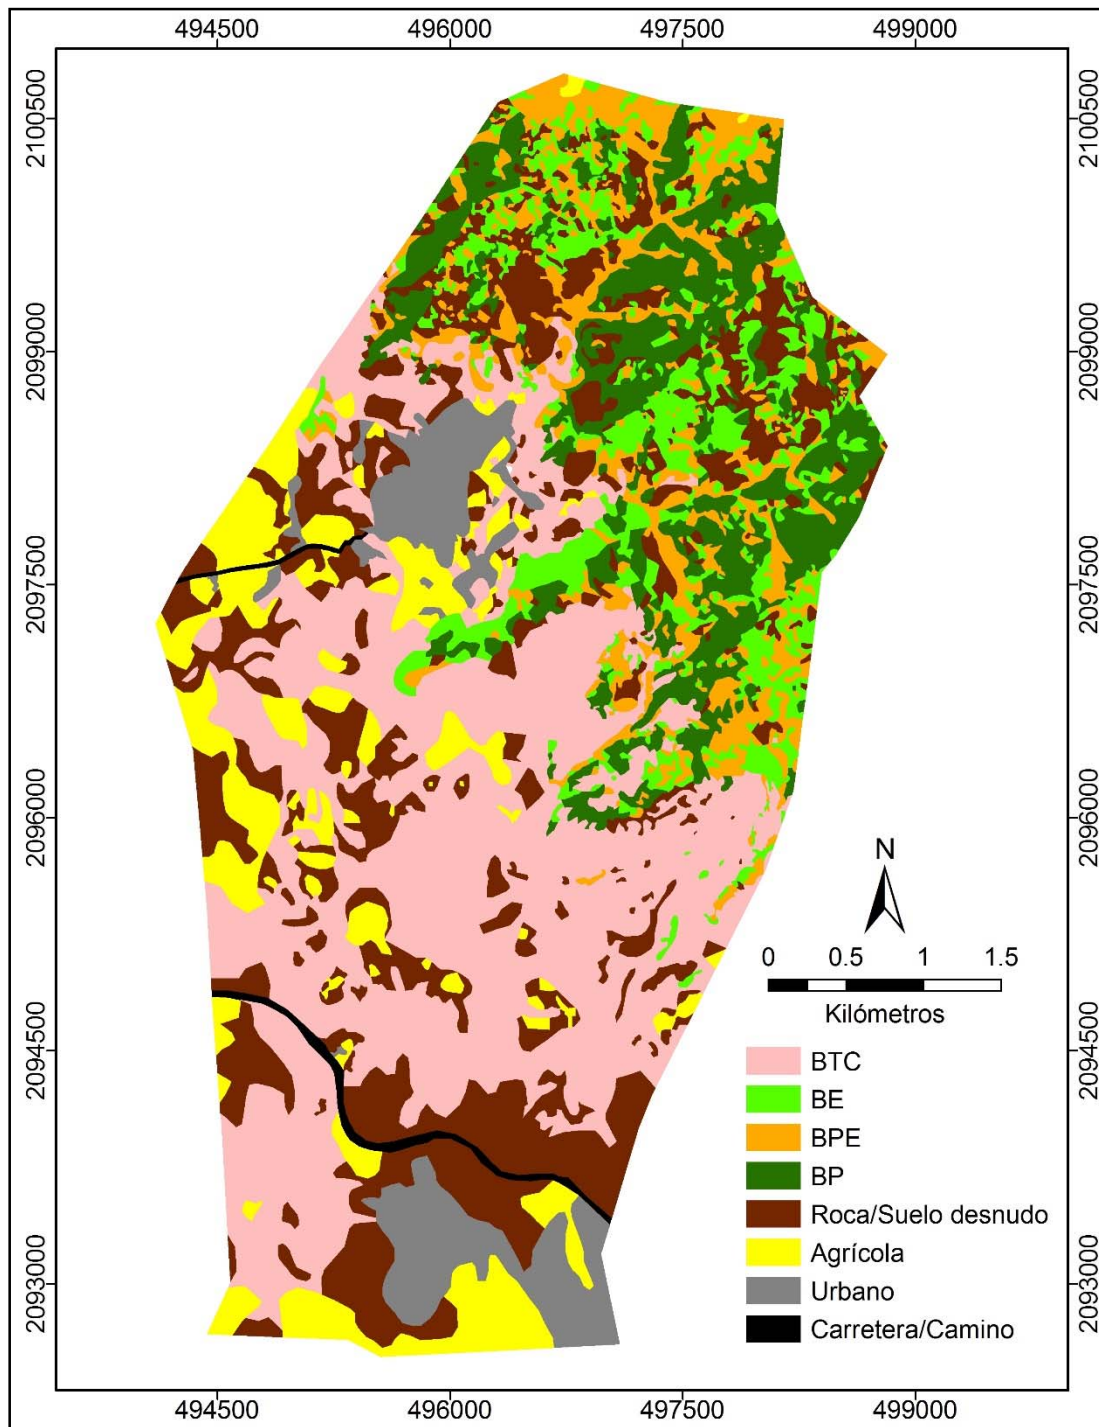 494500 496000 497500 499000
2100500 2100500
2099000 2099000
2097500 2097500
2096000 2096000
N
0 0.5 1 1.5
Kilómetros
2094500 2094500
BTC
BE
BPE
BP
Roca/Suelo desnudo
Agrícola
2093000 2093000
Urbano
Carretera/Camino
494500 496000 497500 499000